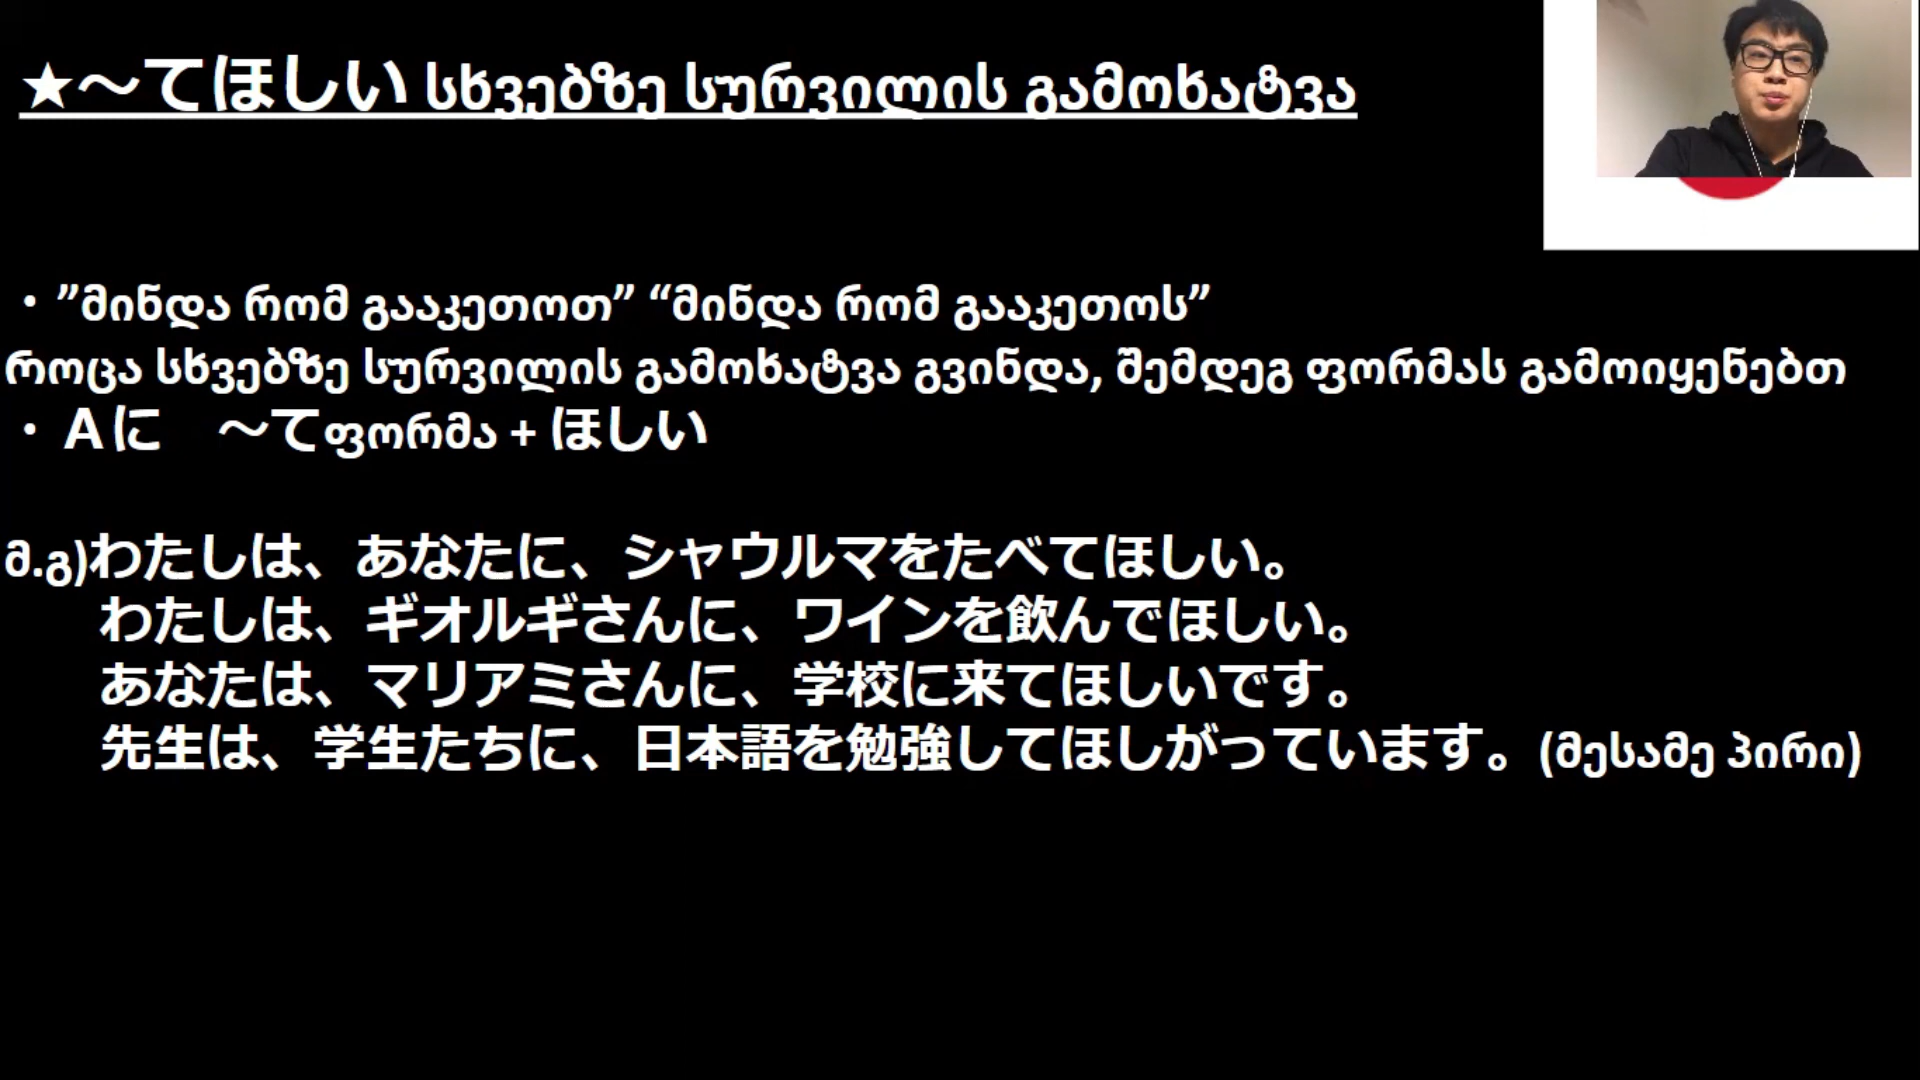 ★～てほしい სხვებზე სურვილის გამოხატვა
・”მინდა რომ გააკეთოთ” “მინდა რომ გააკეთოს”
როცა სხვებზე სურვილის გამოხატვა გვინდა, შემდეგ ფორმას გამოიყენებთ
・Aに　～てფორმა + ほしい
მ.გ)わたしは、あなたに、シャウルマをたべてほしい。
わたしは、ギオルギさんに、ワインを飲んでほしい。
あなたは、マリアミさんに、学校に来てほしいです。
先生は、学生たちに、日本語を勉強してほしがっています。(მესამე პირი)